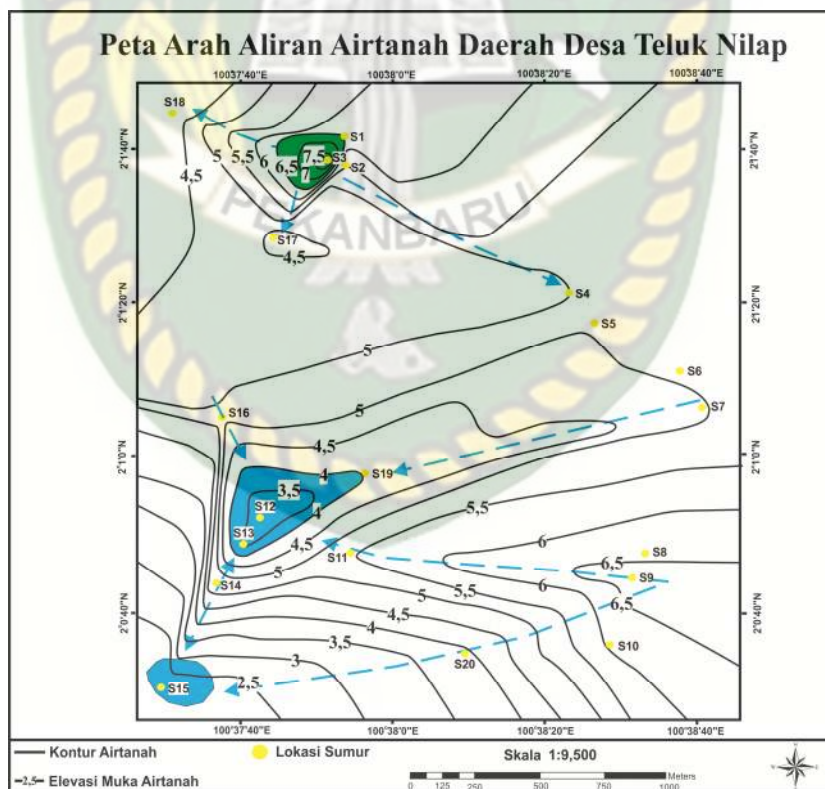 Peta Arah Aliran Airtanah Daerah Desa Teluk Nilap
100°37'40"E 100°38'0"E 100°38'20"E 100°38'40"E
S18
S1
2°1'40"N 5 5,5 6 6,5 7,5 S3 2°1'40"N
4,5 7 S2
PEKANBARU
S17
4,5
2°1'20"N S4 2°1'20"N
S5
5
S6
S16 5 S7
2°1'0"N 4,5 2°1'0"N
4 S19
3,5 5,5
S12 4
S13 4,5 6 S8
S11
5 6,5 S9
S14 5,5 6
2°0'40"N 5 6,5 2°0'40"N
4,5
4 S10
3,5 S20
3
S15 2,5
100°37'40"E 100°38'0"E 100°38'20"E 100°38'40"E
Kontur Airtanah Lokasi Sumur Skala 1:9,500
2,5 Elevasi Muka Airtanah Meters
0 125 250 500 750 1000